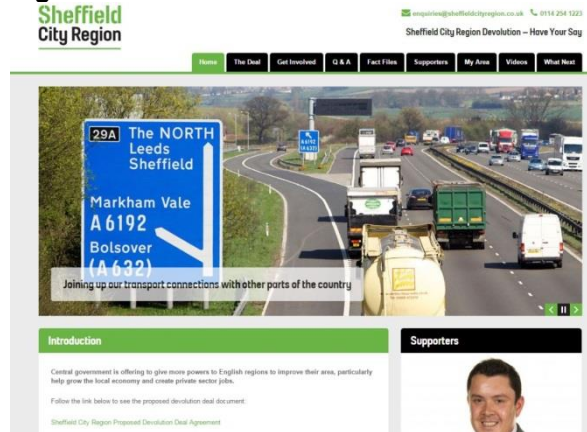 Sheffield
City Region
enquiries@sheffieldcityregion.co.uk 0114 254 1223
Sheffield City Region Devolution – Have Your Say
Home The Deal Get Involved Q & A Fact Files Supporters My Area Videos What Next
29A The NORTH
Leeds
Sheffield
Markham Vale
A 6192
Bolsover
(A 632)
Joining up our transport connections with other parts of the country
Introduction
Central government is offering to give more powers to English regions to improve their area, particularly
help grow the local economy and create private sector jobs.
Follow the link below to see the proposed devolution deal document:
Sheffield City Region Proposed Devolution Deal Agreement
Supporters